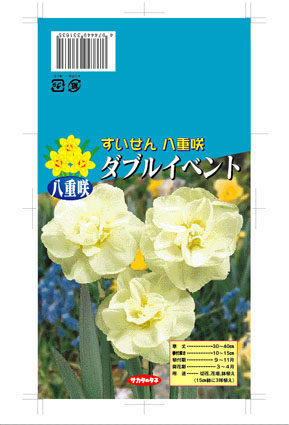 4974449331635
すいせん 八重咲
ダブルイベント
八重咲
草丈 30~40㎝
植付深さ 10~15㎝
植付期 9~11月
開花期 3~4月
用途 切花、花壇、鉢植え
(15㎝鉢に3球植え)
サカタのタネ